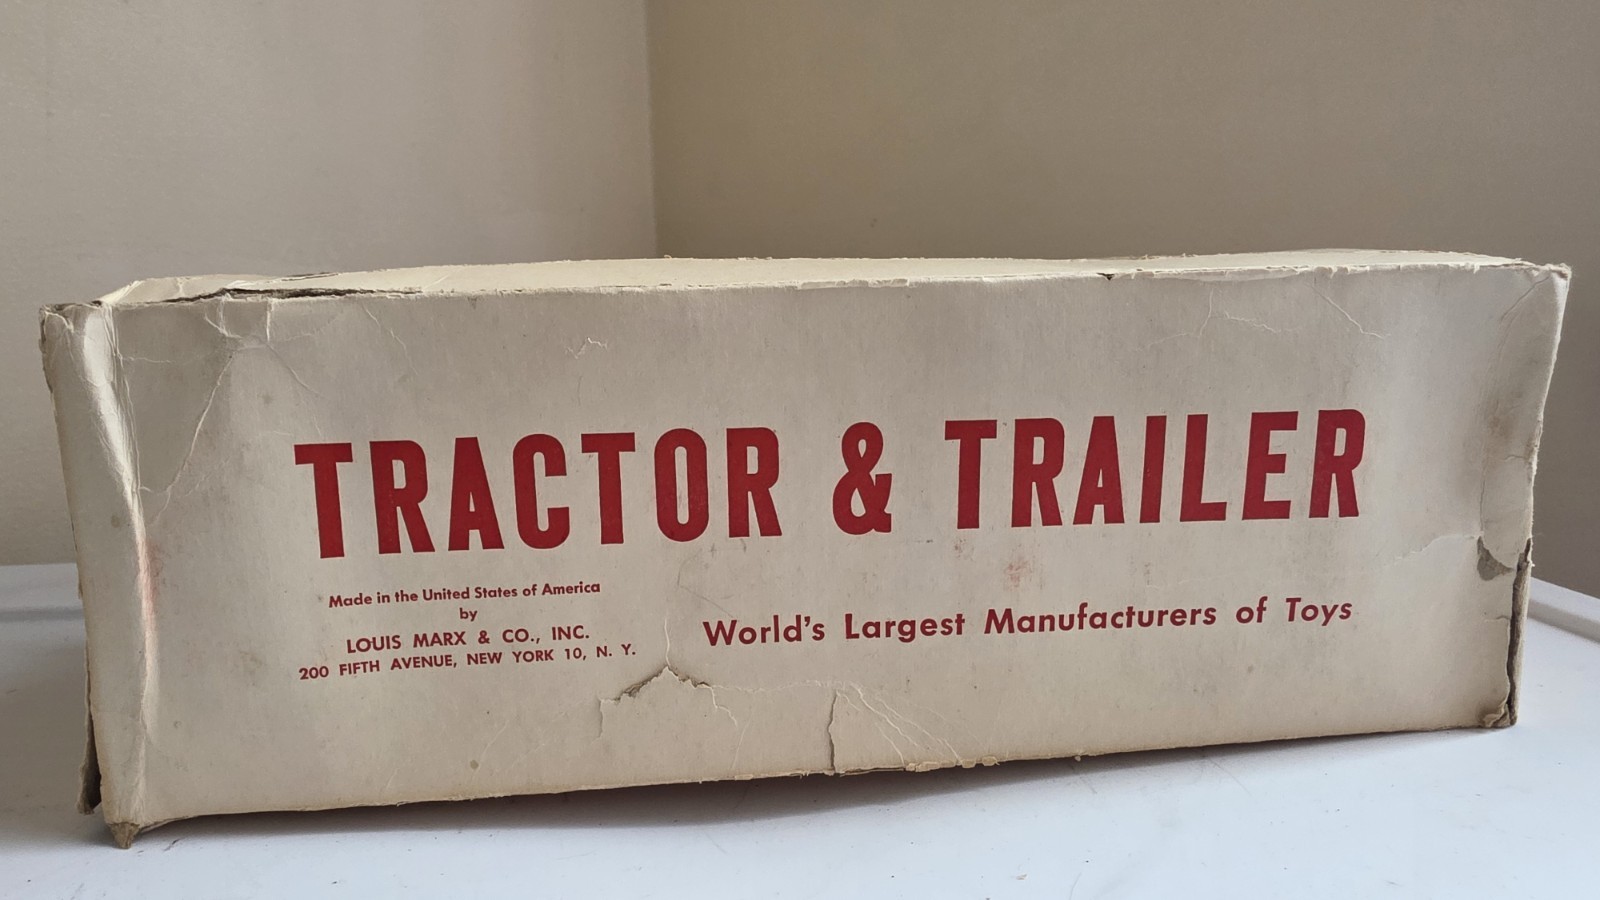 TRACTOR & TRAILER
Made in the United States of America
by
LOUIS MARX & CO., INC.
200 FIFTH AVENUE, NEW YORK 10, N. Y.
World's Largest Manufacturers of Toys